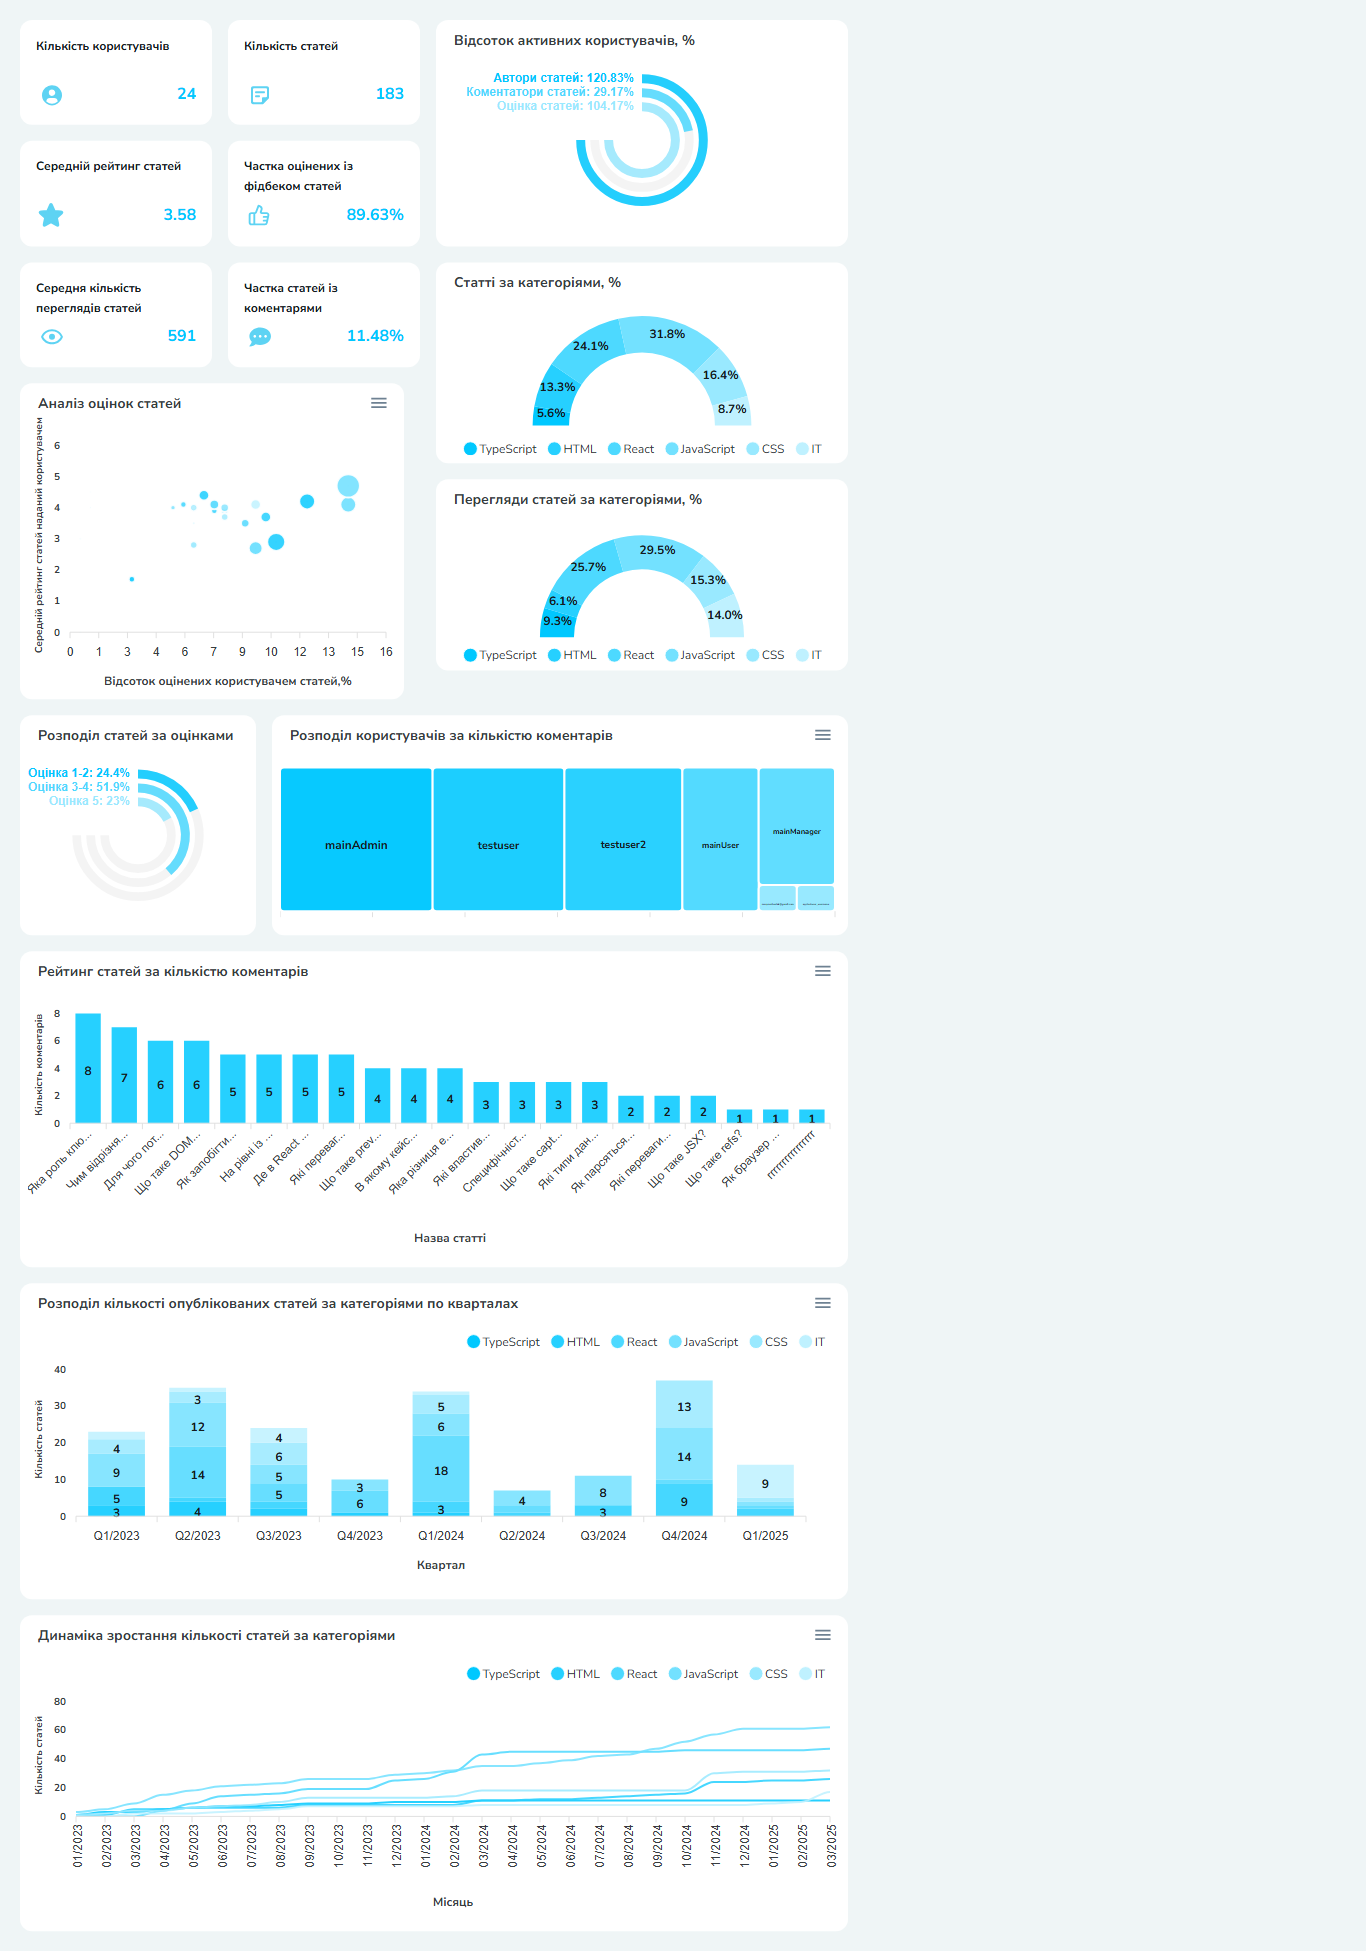 Кількість користувачів
24
Кількість статей
183
Відсоток активних користувачів, %
Автори статей: 120.83%
Коментатори статей: 29.17%
Оцінка статей: 104.17%
Середній рейтинг статей
3.58
Частка оцінених із
фідбеком статей
89.63%
Середня кількість
переглядів статей
591
Частка статей із
коментарями
11.48%
Статті за категоріями, %
5.6%
13.3%
24.1%
31.8%
16.4%
8.7%
TypeScript HTML React JavaScript CSS IT
Аналіз оцінок статей
Середній рейтинг статей наданий користувачем
6
5
4
3
2
1
0
0 1 3 4 6 7 9 10 12 13 15 16
Відсоток оцінених користувачем статей,%
Перегляди статей за категоріями, %
9.3%
6.1%
25.7%
29.5%
15.3%
14.0%
TypeScript HTML React JavaScript CSS IT
Розподіл статей за оцінками
Оцінка 1-2: 24.4%
Оцінка 3-4: 51.9%
Оцінка 5: 23%
Розподіл користувачів за кількістю коментарів
mainAdmin
testuser
testuser2
mainUser
mainManager
Рейтинг статей за кількістю коментарів
Кількість коментарів
8
6
4
2
0
8 7 6 6 5 5 5 5 4 4 4 3 3 3 3 2 2 2 1 1 1
Яка роль клю...
Чим відрізня...
Для чого пот...
Що таке DOM...
Як запобігти...
На рівні із ...
Де в React ...
Які переваг...
Що таке prev...
В якому кейс...
Яка різниця е...
Які властив...
Специфічніст...
Що таке capt...
Які типи дан...
Як парсяться...
Які переваги...
Що таке JSX?
Що таке refs?
Як браузер ...
Назва статті
Розподіл кількості опублікованих статей за категоріями по кварталах
TypeScript HTML React JavaScript CSS IT
Кількість статей
40
30
20
10
0
4
9
5
3
3
12
14
4
4
6
5
5
3
6
5
6
18
3
4
8
3
13
14
9
9
Q1/2023 Q2/2023 Q3/2023 Q4/2023 Q1/2024 Q2/2024 Q3/2024 Q4/2024 Q1/2025
Квартал
Динаміка зростання кількості статей за категоріями
TypeScript HTML React JavaScript CSS IT
Кількість статей
80
60
40
20
0
01/2023 02/2023 03/2023 04/2023 05/2023 06/2023 07/2023 08/2023 09/2023 10/2023 11/2023 12/2023 01/2024 02/2024 03/2024 04/2024 05/2024 06/2024 07/2024 08/2024 09/2024 10/2024 11/2024 12/2024 01/2025 02/2025 03/2025
Місяць